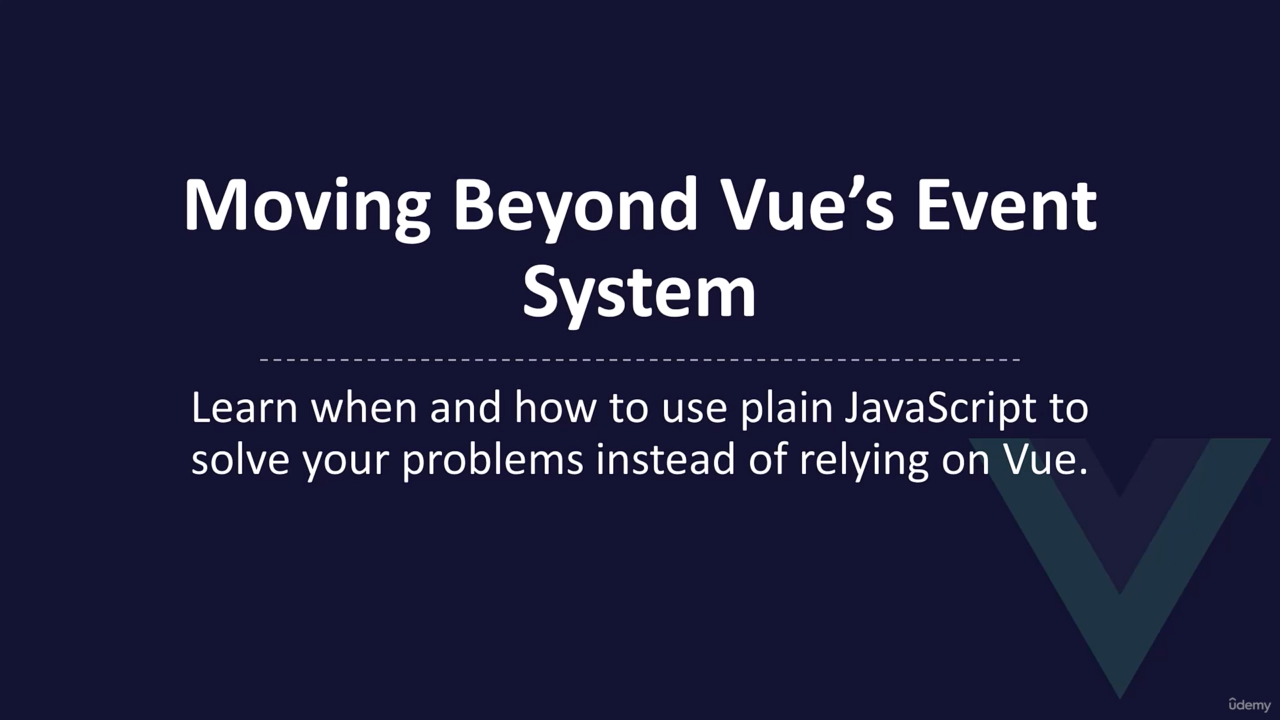 Moving Beyond Vue’s Event
System
Learn when and how to use plain JavaScript to
solve your problems instead of relying on Vue.
ûdemy